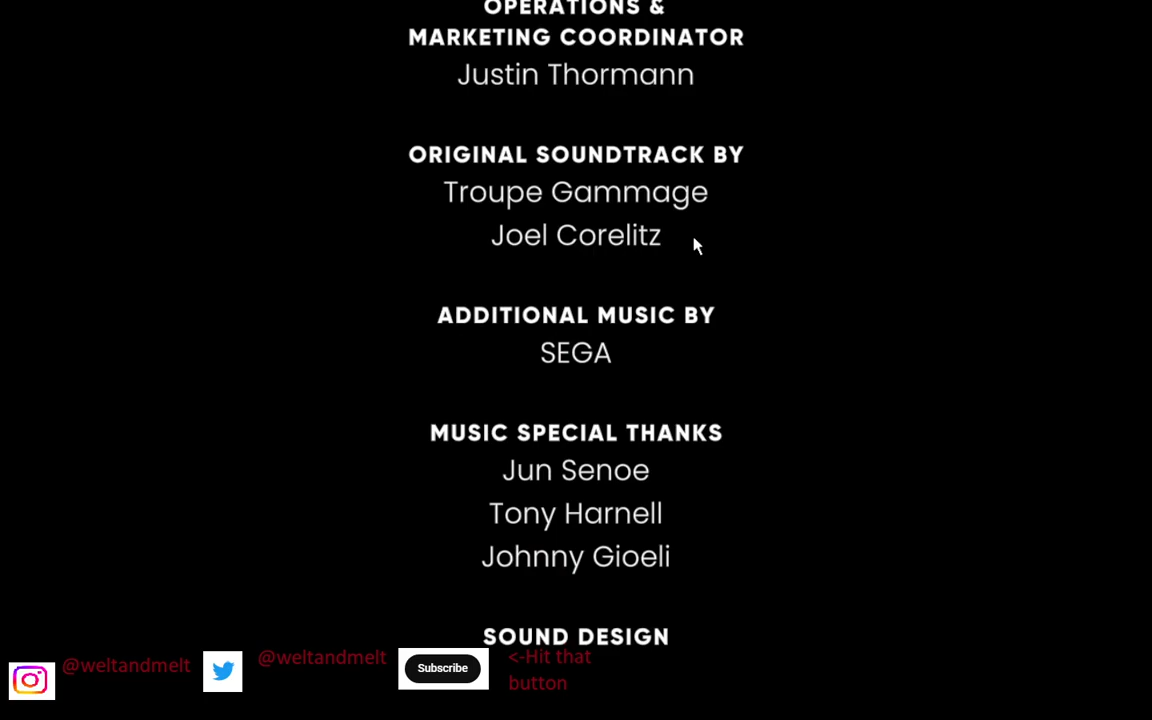 OPERATIONS &
MARKETING COORDINATOR
Justin Thormann
ORIGINAL SOUNDTRACK BY
Troupe Gammage
Joel Corelitz
ADDITIONAL MUSIC BY
SEGA
MUSIC SPECIAL THANKS
Jun Senoe
Tony Harnell
Johnny Gioeli
SOUND DESIGN
@weltandmelt
@weltandmelt
Subscribe
<-Hit that
button